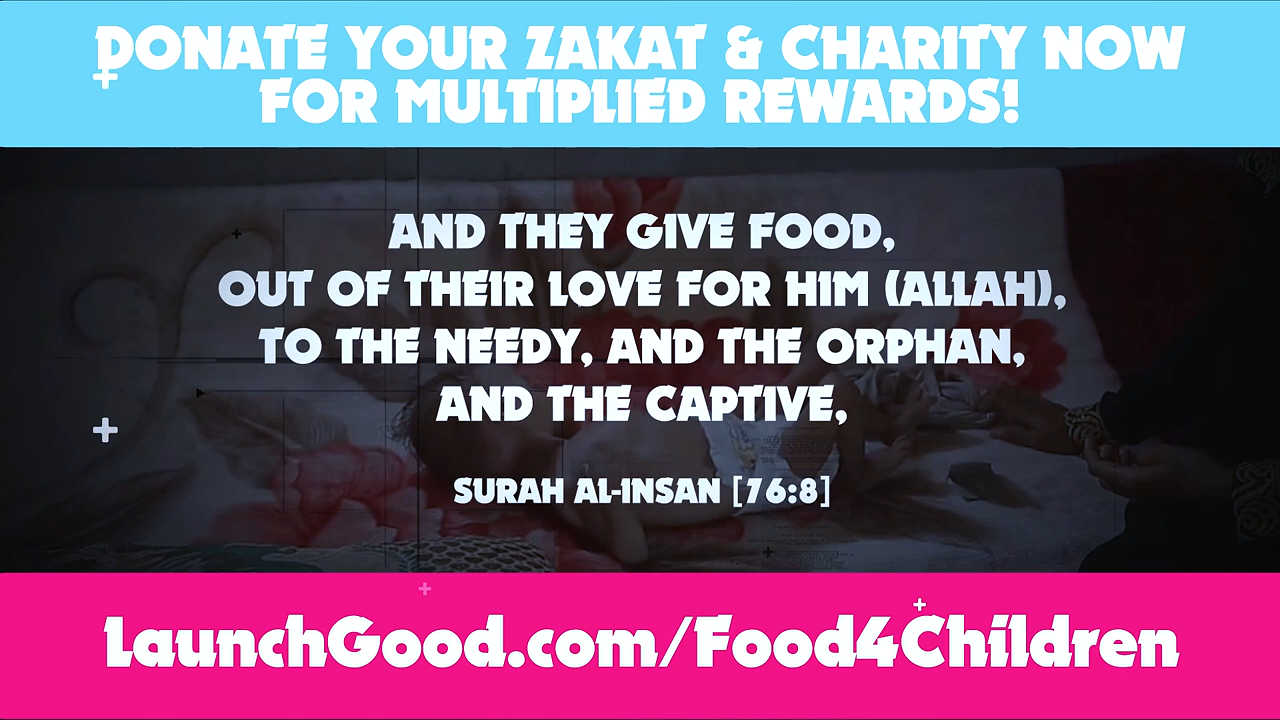 DONATE YOUR ZAKAT & CHARITY NOW
FOR MULTIPLIED REWARDS!
AND THEY GIVE FOOD,
OUT OF THEIR LOVE FOR HIM (ALLAH),
TO THE NEEDY, AND THE ORPHAN,
AND THE CAPTIVE,
SURAH AL-INSAN [76:8]
LaunchGood.com/Food4Children